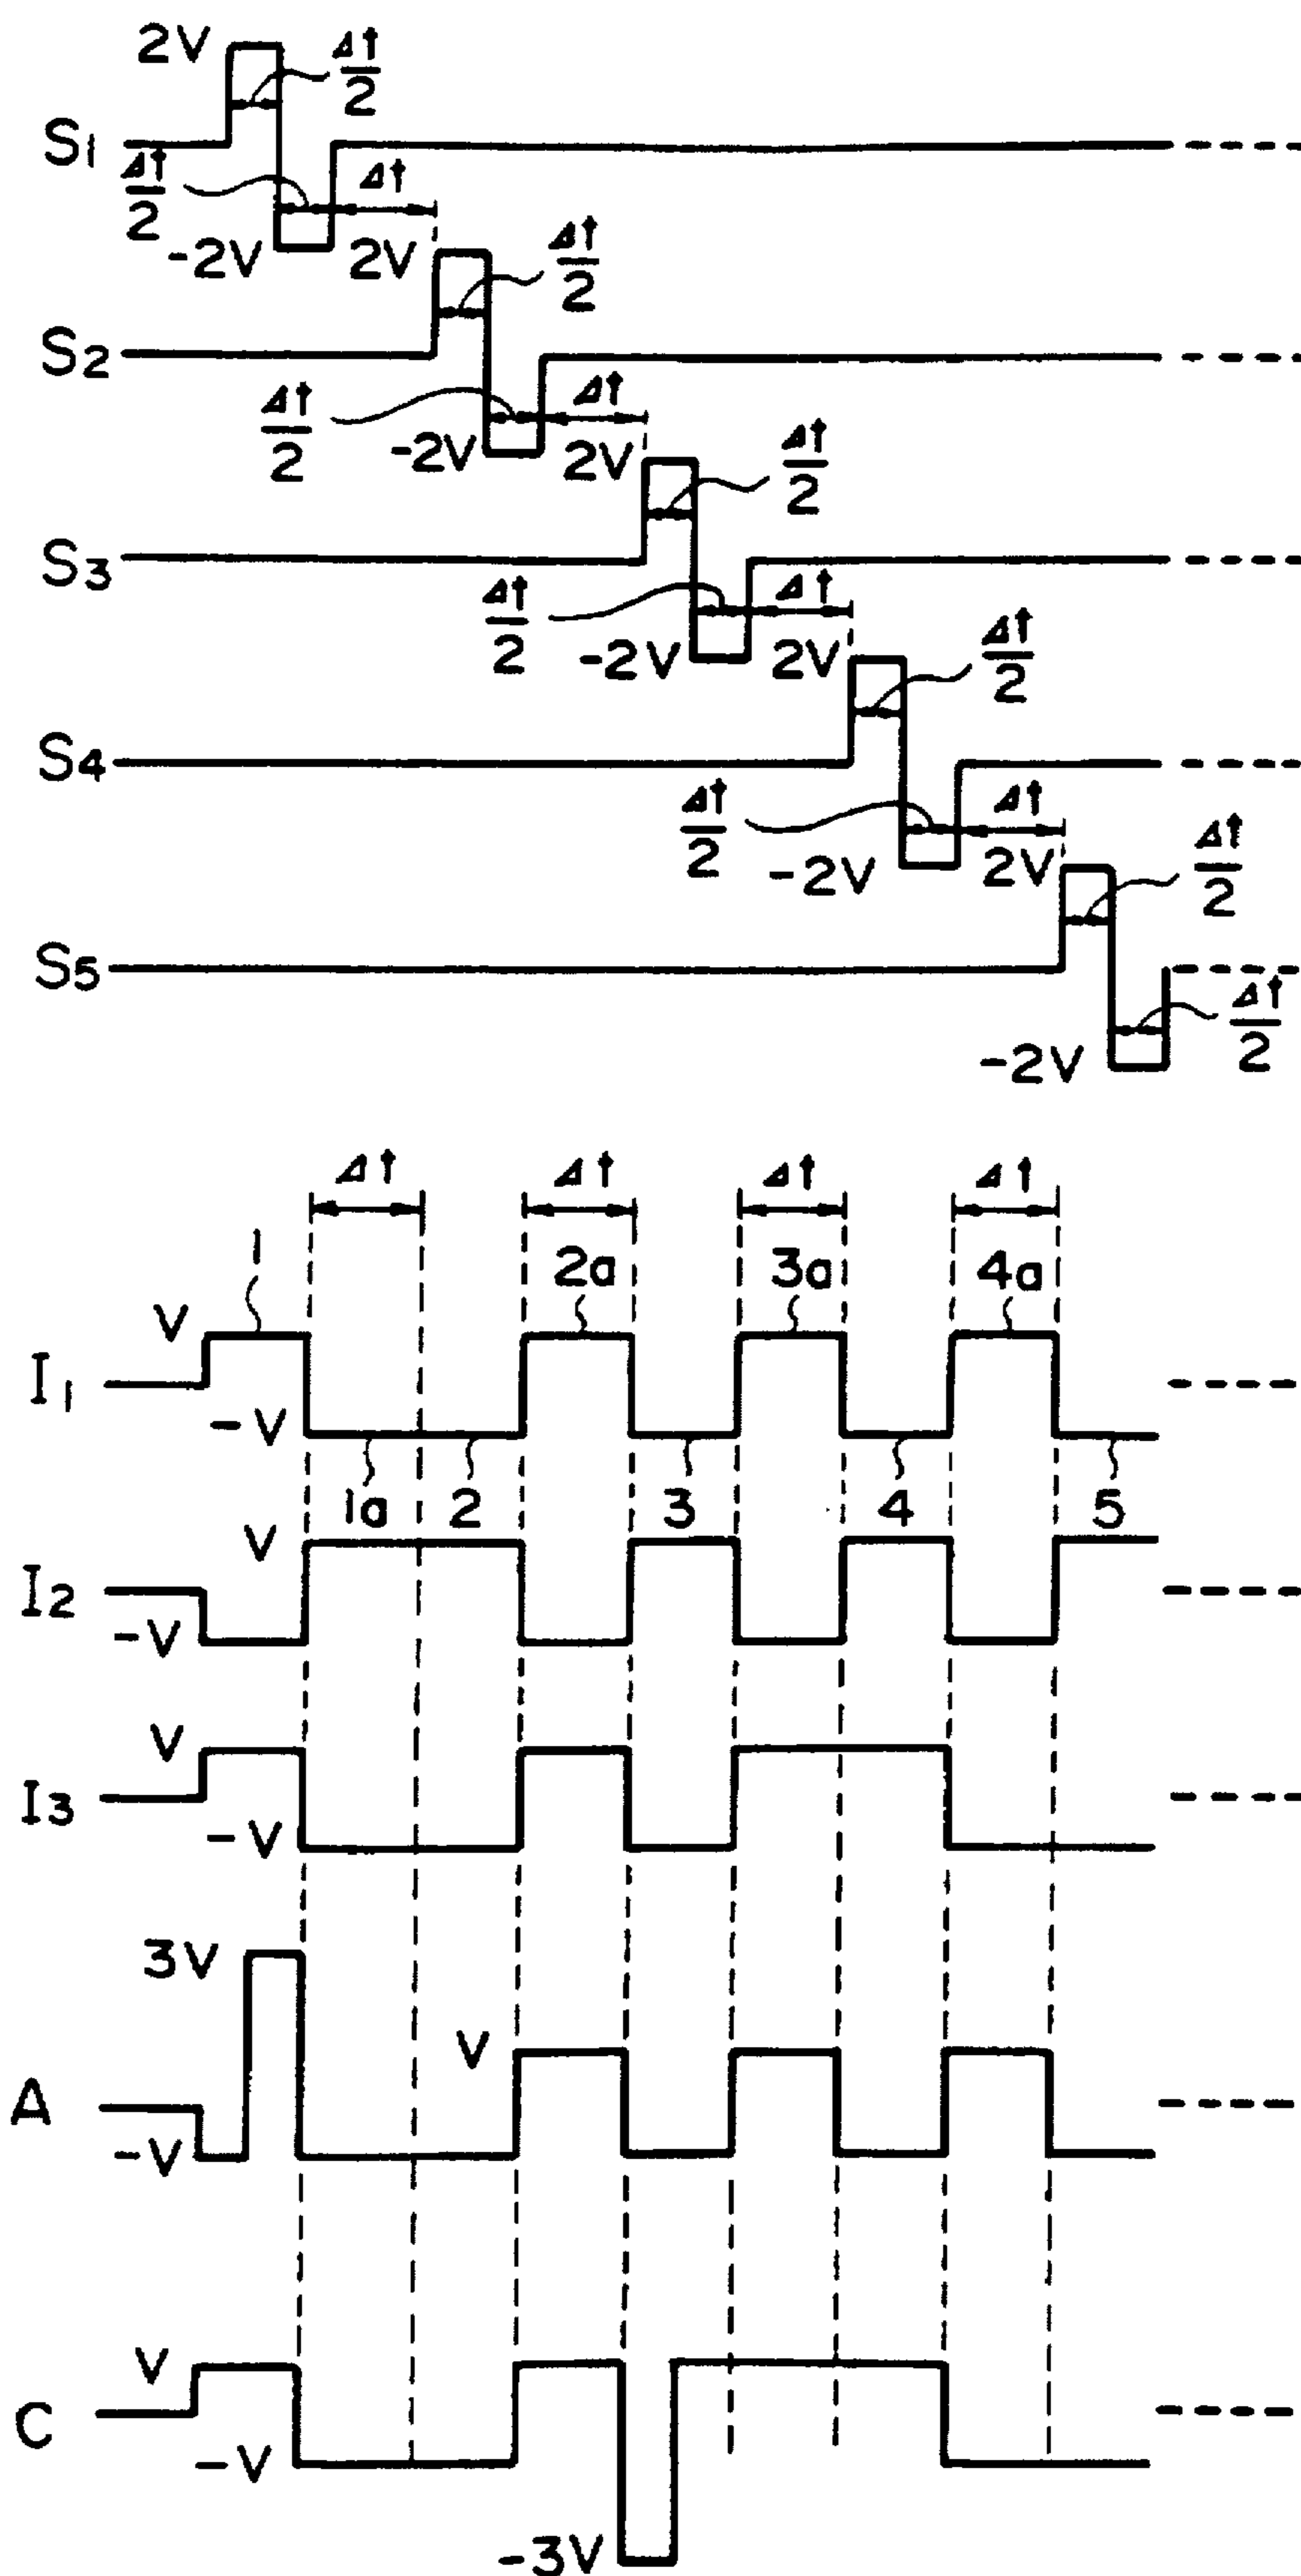 2V Δt/2
S1
Δt/2 Δt
-2V 2V Δt/2
S2
Δt/2 Δt
-2V 2V Δt/2
S3
Δt/2 Δt
-2V 2V Δt/2
S4
Δt/2 Δt
-2V 2V Δt/2
S5
Δt/2
-2V
Δt Δt Δt Δt
1 2a 3a 4a
V
I1
-V
1a 2 3 4 5
V
I2
-V
V
I3
-V
3V
V
A
-V
V
C
-V
-3V